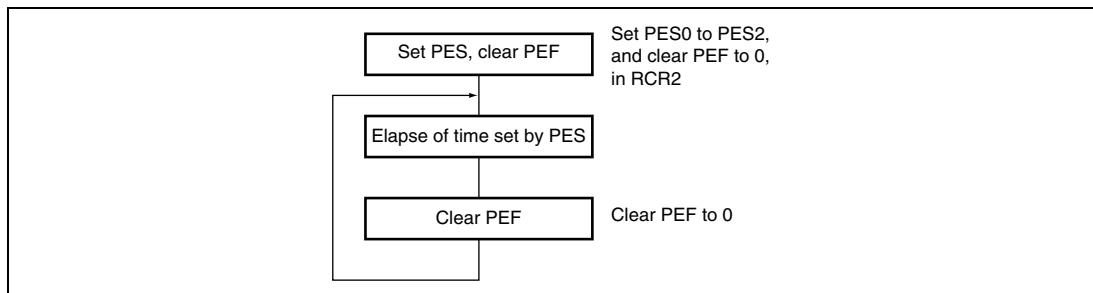 Set PES, clear PEF
Set PES0 to PES2,
and clear PEF to 0,
in RCR2
Elapse of time set by PES
Clear PEF
Clear PEF to 0